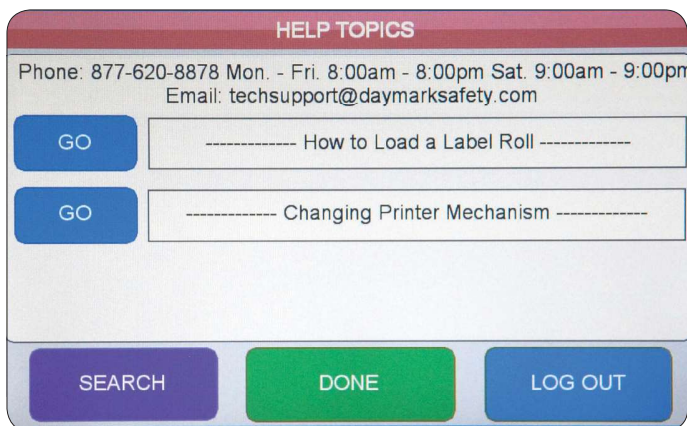 HELP TOPICS
Phone: 877-620-8878 Mon. - Fri. 8:00am - 8:00pm Sat. 9:00am - 9:00pm
Email: techsupport@daymarksafety.com
GO ------------- How to Load a Label Roll -------------
GO ------------- Changing Printer Mechanism -------------
SEARCH DONE LOG OUT